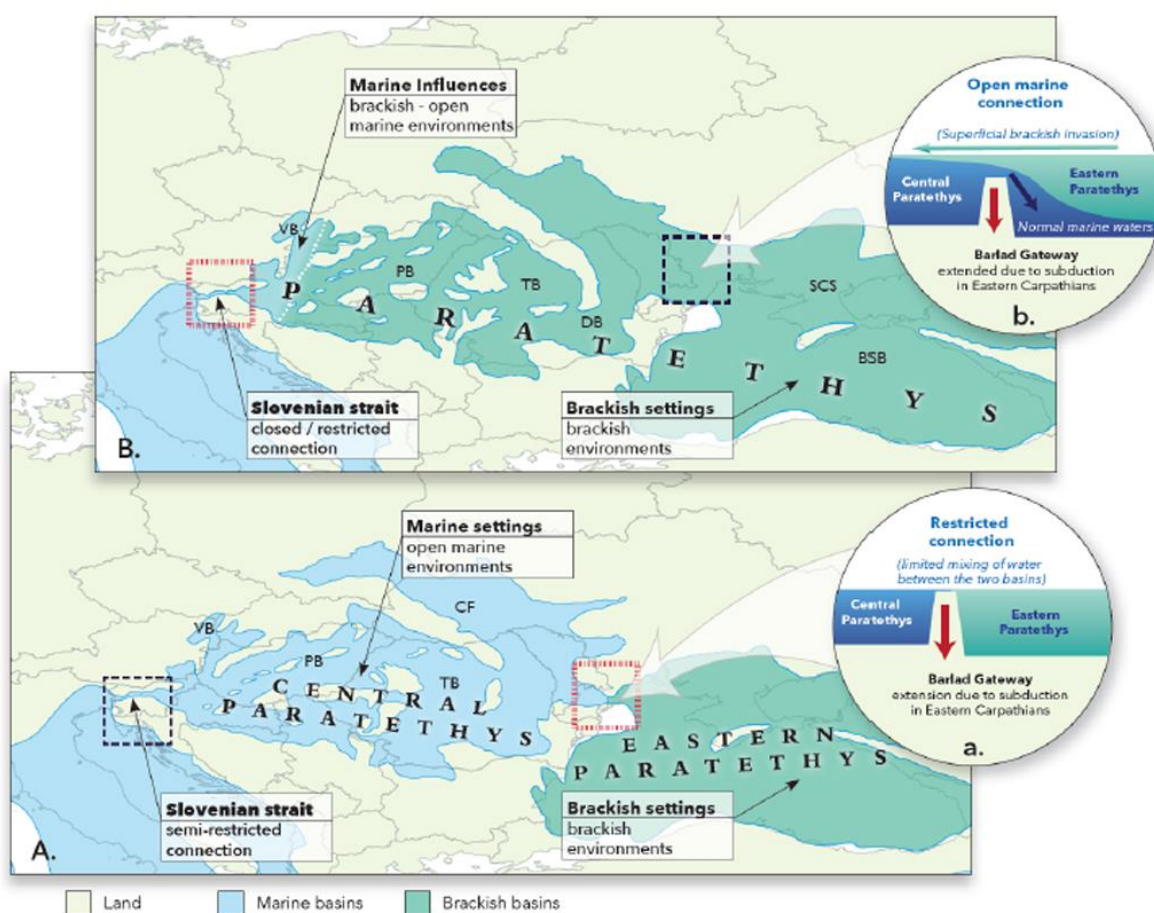 Marine Influences
brackish - open
marine environments
Open marine
connection
(Superficial brackish invasion)
Central
Paratethys
Eastern
Paratethys
Normal marine waters
Barlad Gateway
extended due to subduction
in Eastern Carpathians
b.
VB
PB
TB
DB
SCS
BSB
P A R A T E T H Y S
Slovenian strait
closed / restricted
connection
Brackish settings
brackish
environments
B.
Marine settings
open marine
environments
Restricted
connection
(limited mixing of water
between the two basins)
Central
Paratethys
Eastern
Paratethys
Barlad Gateway
extension due to subduction
in Eastern Carpathians
a.
CF
VB
PB
TB
C E N T R A L
P A R A T E T H Y S
E A S T E R N
P A R A T E T H Y S
Slovenian strait
semi-restricted
connection
Brackish settings
brackish
environments
A.
Land
Marine basins
Brackish basins